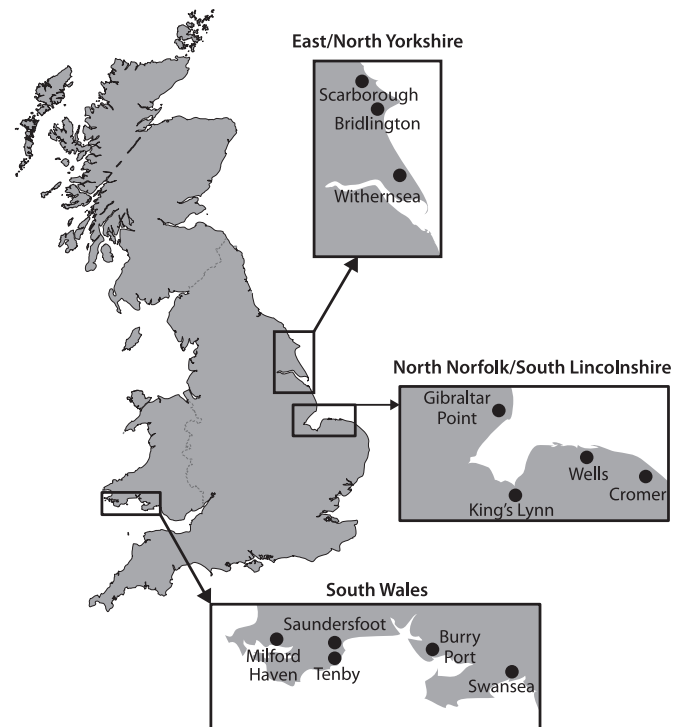 East/North Yorkshire
Scarborough
Bridlington
Withernsea
North Norfolk/South Lincolnshire
Gibraltar
Point
Wells
Cromer
King's Lynn
South Wales
Saundersfoot
Milford
Haven
Tenby
Burry
Port
Swansea